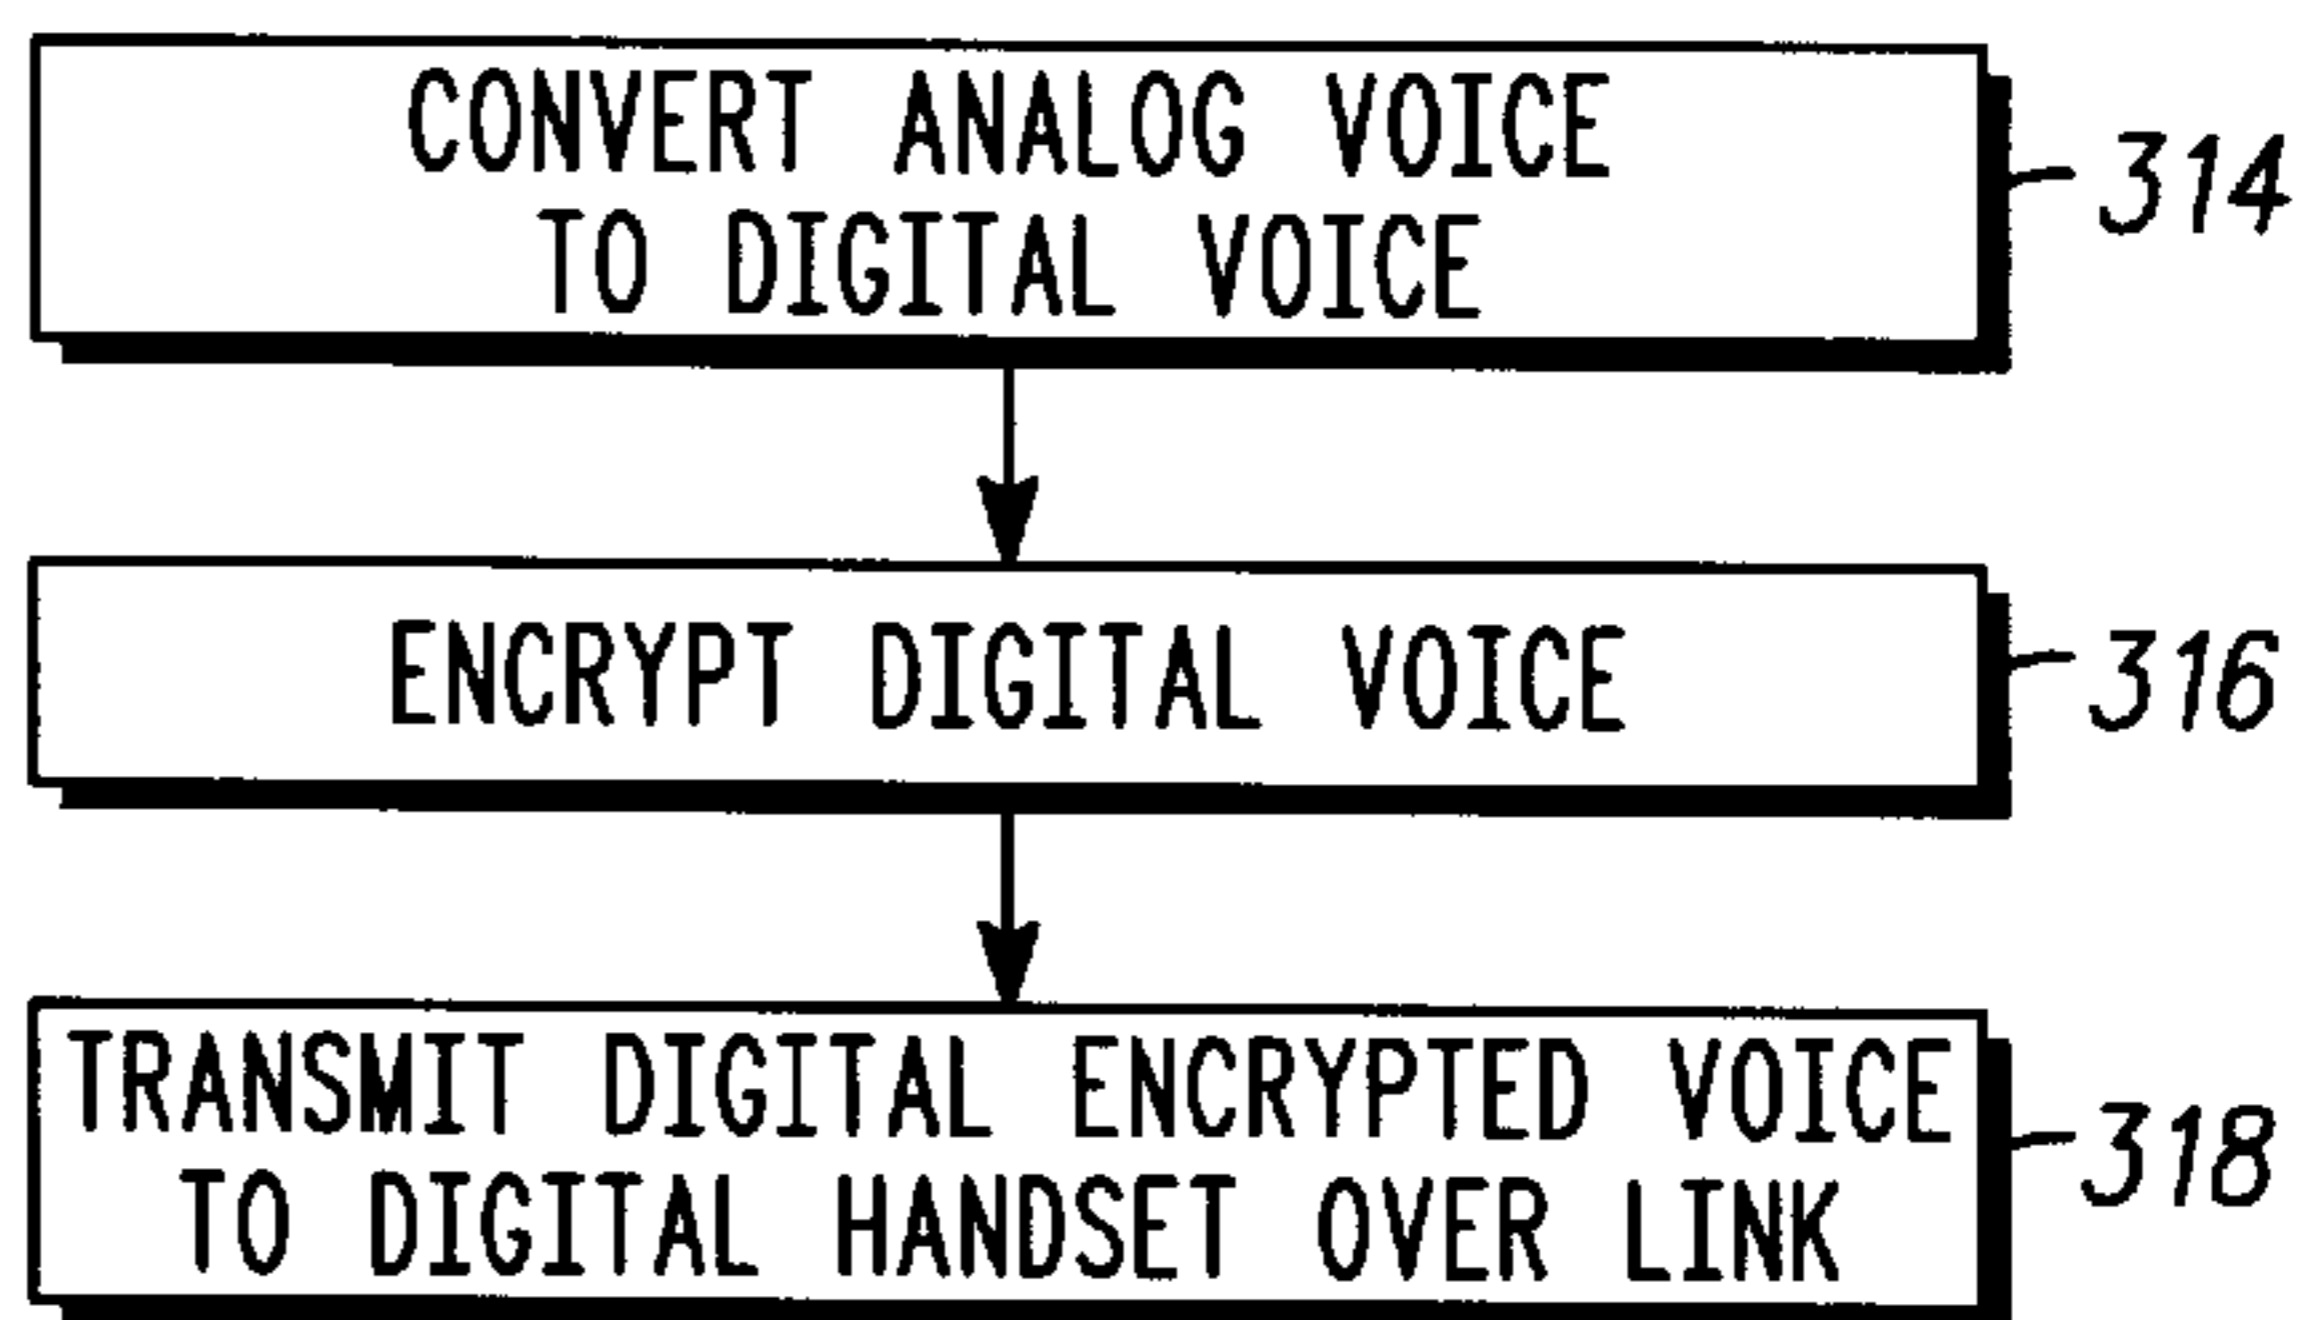 CONVERT ANALOG VOICE
TO DIGITAL VOICE
314
ENCRYPT DIGITAL VOICE
316
TRANSMIT DIGITAL ENCRYPTED VOICE
TO DIGITAL HANDSET OVER LINK
318